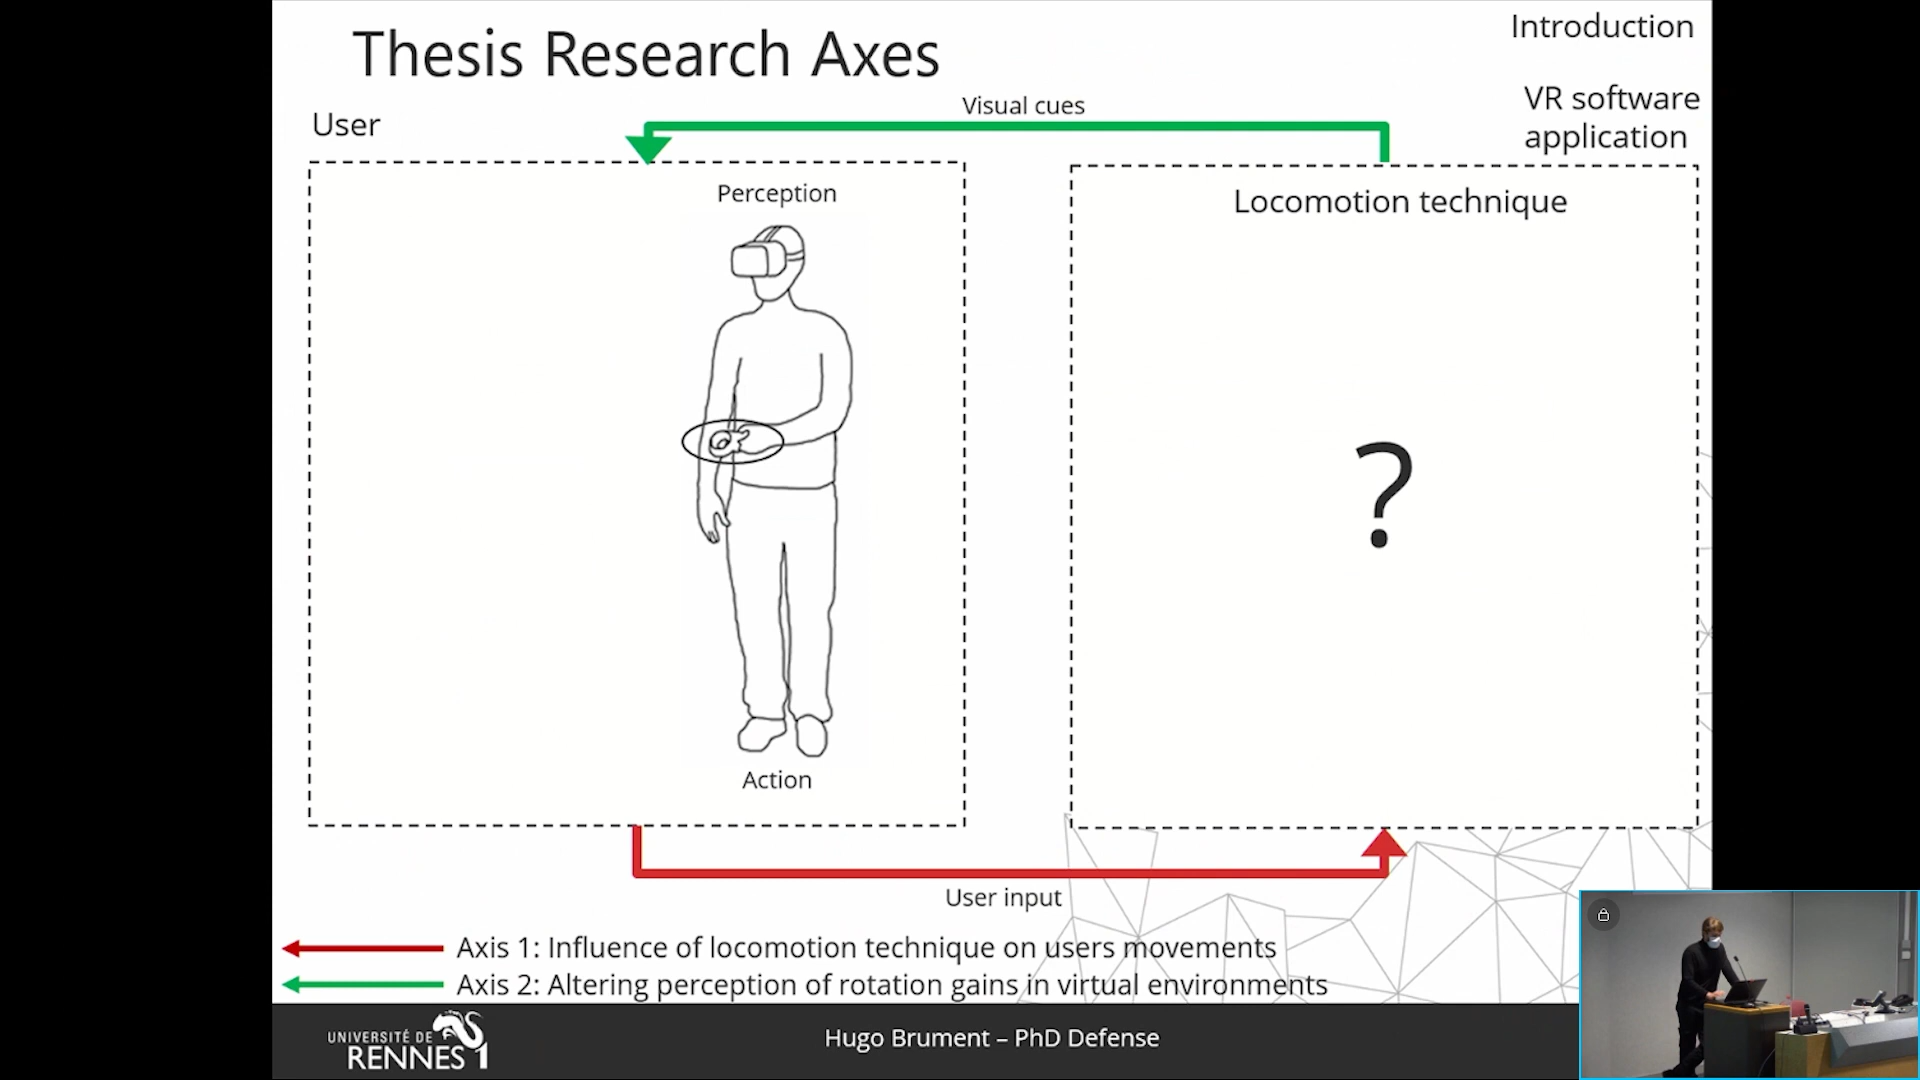 Thesis Research Axes
Introduction
User
Visual cues
VR software
application
Perception
Locomotion technique
?
Action
User input
Axis 1: Influence of locomotion technique on users movements
Axis 2: Altering perception of rotation gains in virtual environments
UNIVERSITÉ DE
RENNES 1
Hugo Brument – PhD Defense